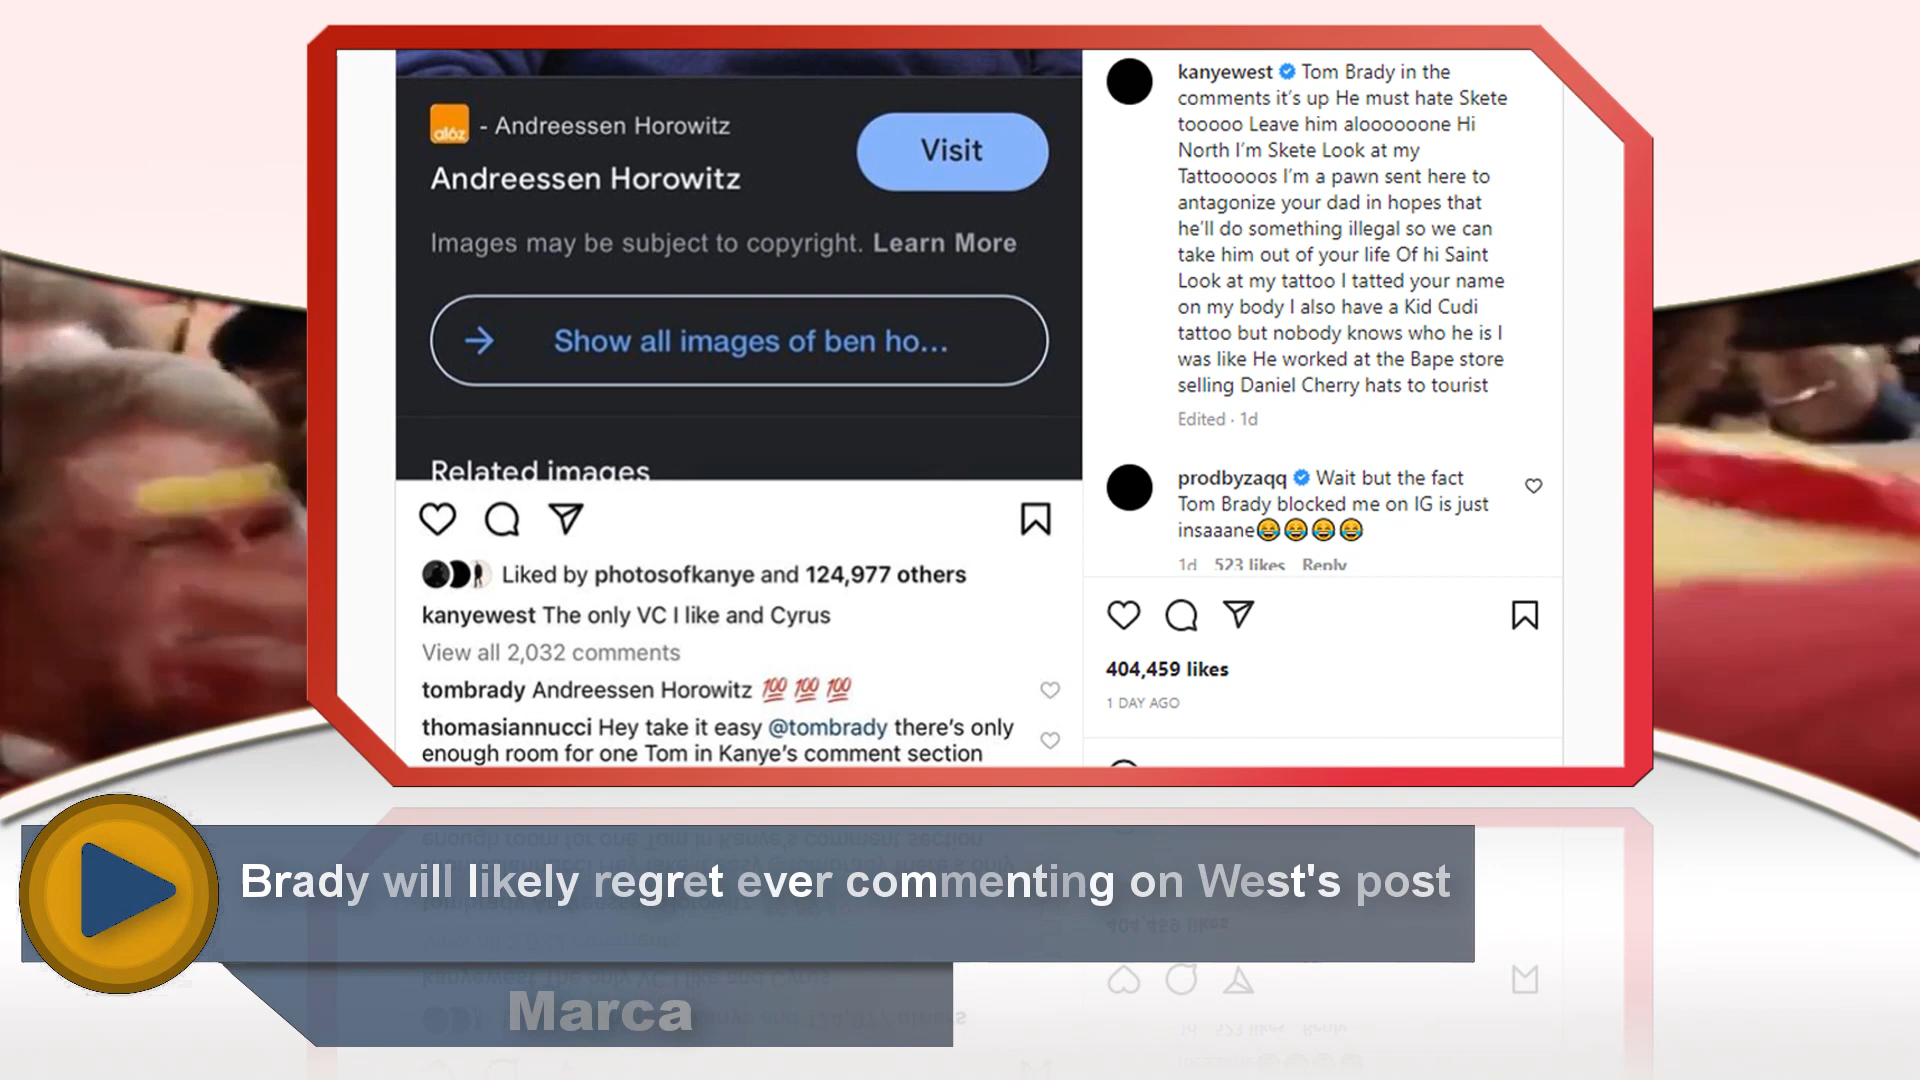 a16z - Andreessen Horowitz
Andreessen Horowitz
Visit
Images may be subject to copyright. Learn More
Show all images of ben ho...
Related images
Liked by photosofkanye and 124,977 others
kanyewest The only VC I like and Cyrus
View all 2,032 comments
tombrady Andreessen Horowitz 💯 💯 💯
thomasiannucci Hey take it easy @tombrady there's only
enough room for one Tom in Kanye's comment section
kanyewest Tom Brady in the
comments it's up He must hate Skete
tooooo Leave him aloooooone Hi
North I'm Skete Look at my
Tattooooos I'm a pawn sent here to
antagonize your dad in hopes that
he'll do something illegal so we can
take him out of your life Of hi Saint
Look at my tattoo I tatted your name
on my body I also have a Kid Cudi
tattoo but nobody knows who he is I
was like He worked at the Bape store
selling Daniel Cherry hats to tourist
Edited · 1d
prodbyzaqq Wait but the fact
Tom Brady blocked me on IG is just
insaaane😂😂😂😂
1d 523 likes Reply
404,459 likes
1 DAY AGO
Brady will likely regret ever commenting on West's post
Marca